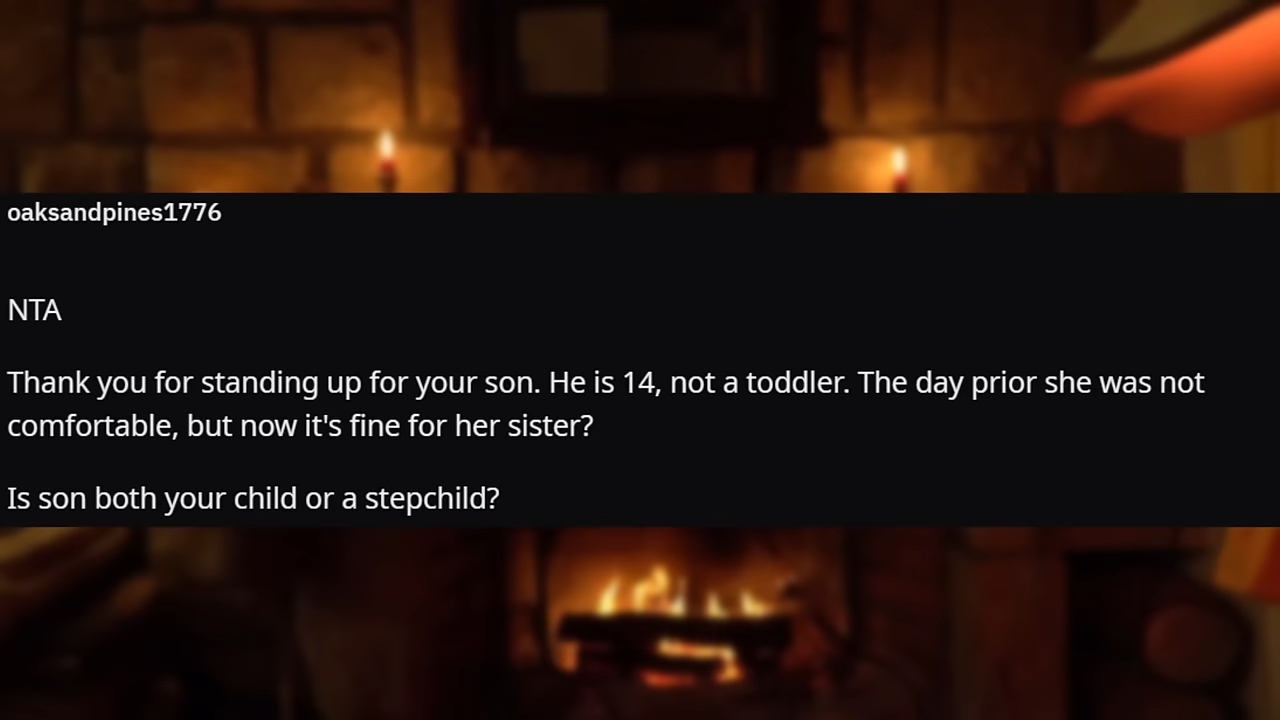 oaksandpines1776
NTA
Thank you for standing up for your son. He is 14, not a toddler. The day prior she was not
comfortable, but now it's fine for her sister?
Is son both your child or a stepchild?